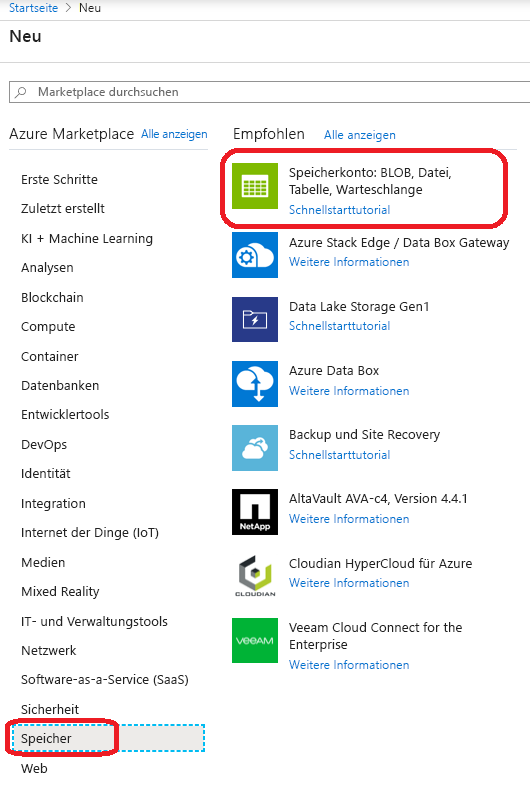 Startseite > Neu
Neu
Marketplace durchsuchen
Azure Marketplace Alle anzeigen
Erste Schritte
Zuletzt erstellt
KI + Machine Learning
Analysen
Blockchain
Compute
Container
Datenbanken
Entwicklertools
DevOps
Identität
Integration
Internet der Dinge (IoT)
Medien
Mixed Reality
IT- und Verwaltungstools
Netzwerk
Software-as-a-Service (SaaS)
Sicherheit
Speicher
Web
Empfohlen Alle anzeigen
Speicherkonto: BLOB, Datei,
Tabelle, Warteschlange
Schnellstarttutorial
Azure Stack Edge / Data Box Gateway
Weitere Informationen
Data Lake Storage Gen1
Schnellstarttutorial
Azure Data Box
Weitere Informationen
Backup und Site Recovery
Schnellstarttutorial
NetApp
AltaVault AVA-c4, Version 4.4.1
Weitere Informationen
CLOUDIAN
Cloudian HyperCloud für Azure
Weitere Informationen
veeAM
Veeam Cloud Connect for the
Enterprise
Weitere Informationen